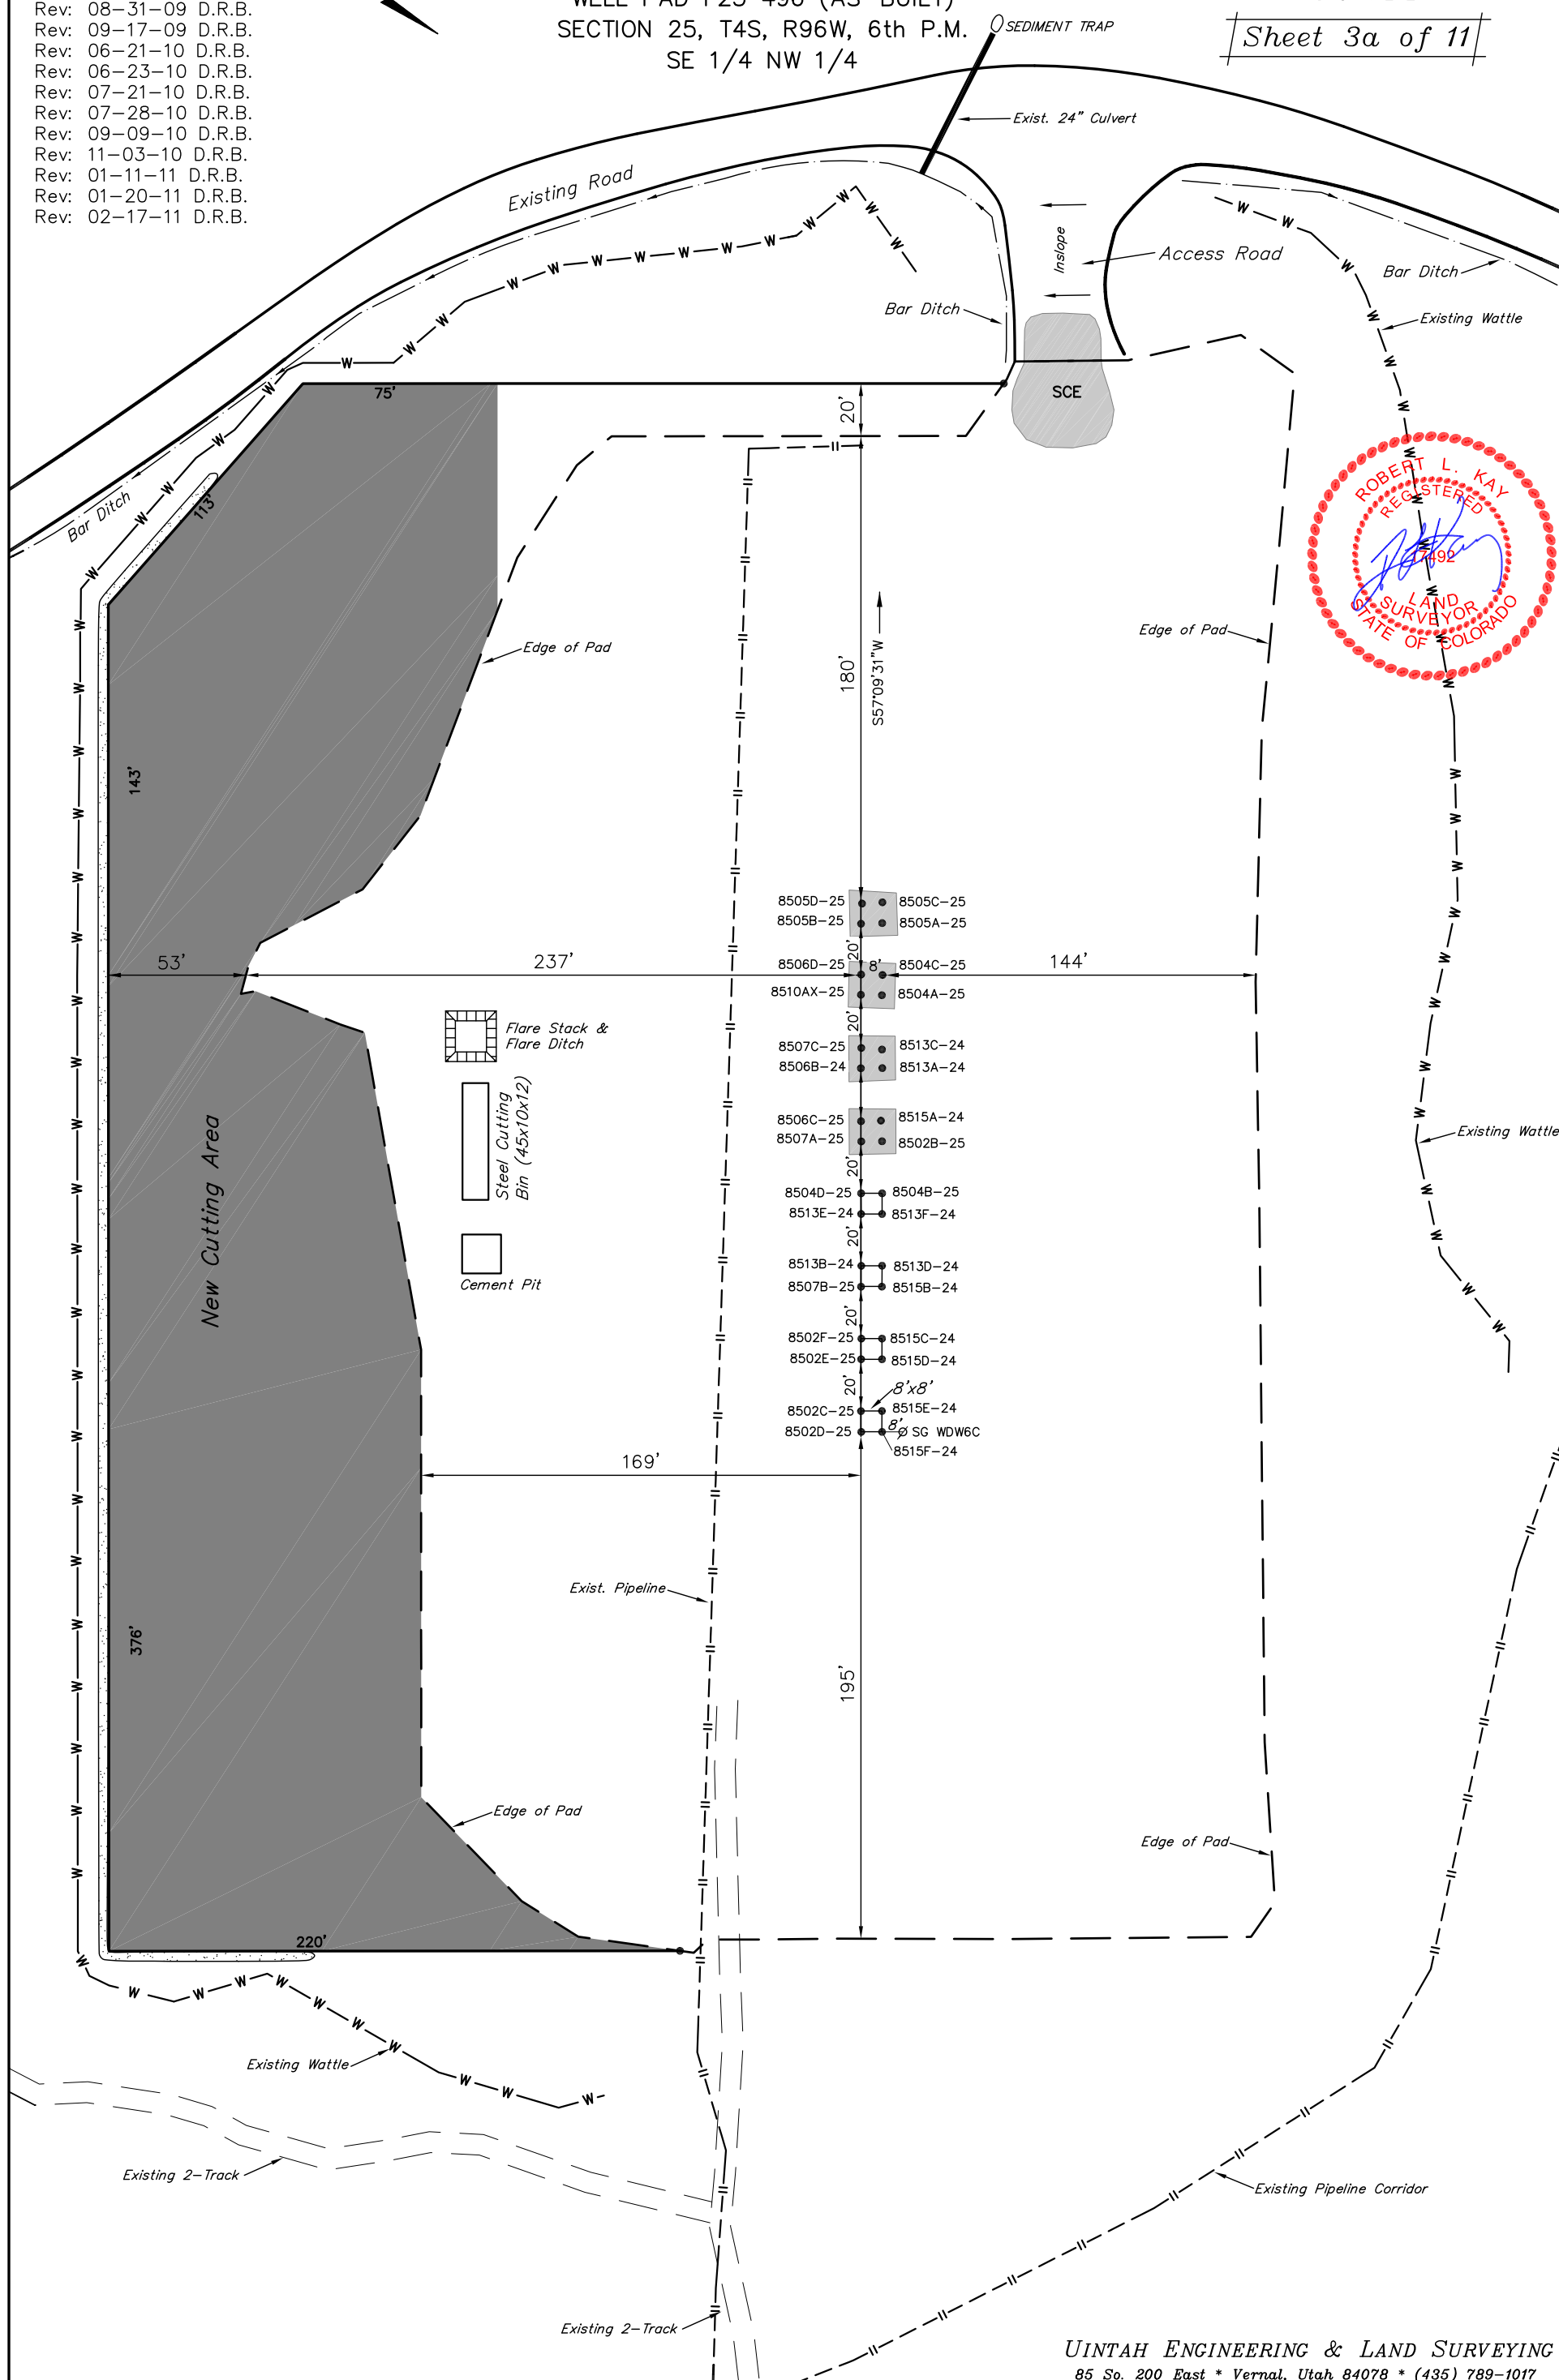 Rev: 08-31-09 D.R.B.
Rev: 09-17-09 D.R.B.
Rev: 06-21-10 D.R.B.
Rev: 06-23-10 D.R.B.
Rev: 07-21-10 D.R.B.
Rev: 07-28-10 D.R.B.
Rev: 09-09-10 D.R.B.
Rev: 11-03-10 D.R.B.
Rev: 01-11-11 D.R.B.
Rev: 01-20-11 D.R.B.
Rev: 02-17-11 D.R.B.
WELL PAD F25 496 (AS-BUILT)
SECTION 25, T4S, R96W, 6th P.M.
SE 1/4 NW 1/4
Sheet 3a of 11
SEDIMENT TRAP
Exist. 24" Culvert
Existing Road
Inslope
Access Road
Bar Ditch
Bar Ditch
Existing Wattle
SCE
75'
20'
Bar Ditch
113'
ROBERT L. KAY
REGISTERED
17492
LAND
SURVEYOR
STATE OF COLORADO
Edge of Pad
Edge of Pad
180'
S57°09'31"W
143'
8505D-25
8505C-25
8505B-25
8505A-25
20'
53'
237'
8'
144'
8506D-25
8504C-25
8510AX-25
8504A-25
20'
Flare Stack &
Flare Ditch
8507C-25
8513C-24
8506B-24
8513A-24
Steel Cutting
Bin (45x10x12)
8506C-25
8515A-24
8507A-25
8502B-25
Existing Wattle
20'
New Cutting Area
8504D-25
8504B-25
8513E-24
8513F-24
20'
Cement Pit
8513B-24
8513D-24
8507B-25
8515B-24
20'
8502F-25
8515C-24
8502E-25
8515D-24
20'
8'x8'
8502C-25
8515E-24
8'
8502D-25
SG WDW6C
8515F-24
169'
Exist. Pipeline
376'
195'
Edge of Pad
Edge of Pad
220'
Existing Wattle
Existing 2-Track
Existing Pipeline Corridor
Existing 2-Track
UINTAH ENGINEERING & LAND SURVEYING
85 So. 200 East * Vernal, Utah 84078 * (435) 789-1017